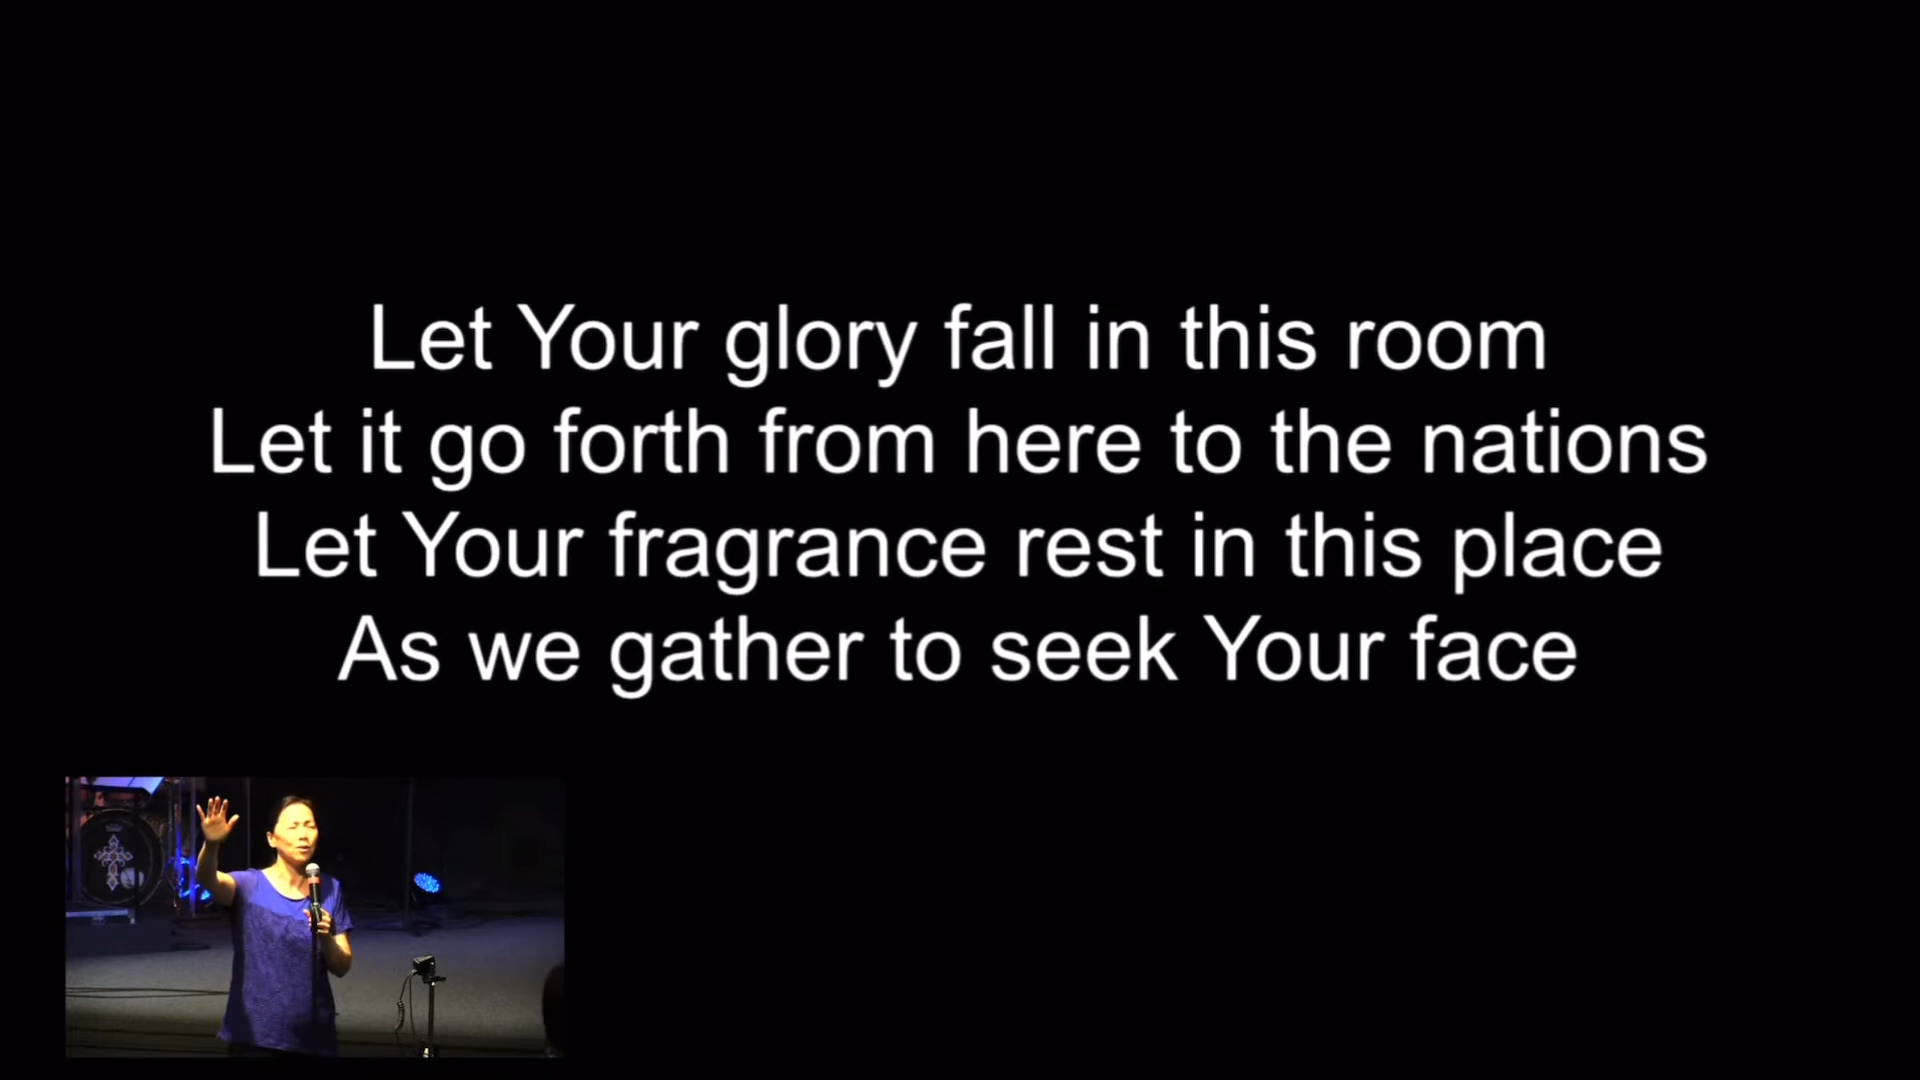 Let Your glory fall in this room
Let it go forth from here to the nations
Let Your fragrance rest in this place
As we gather to seek Your face